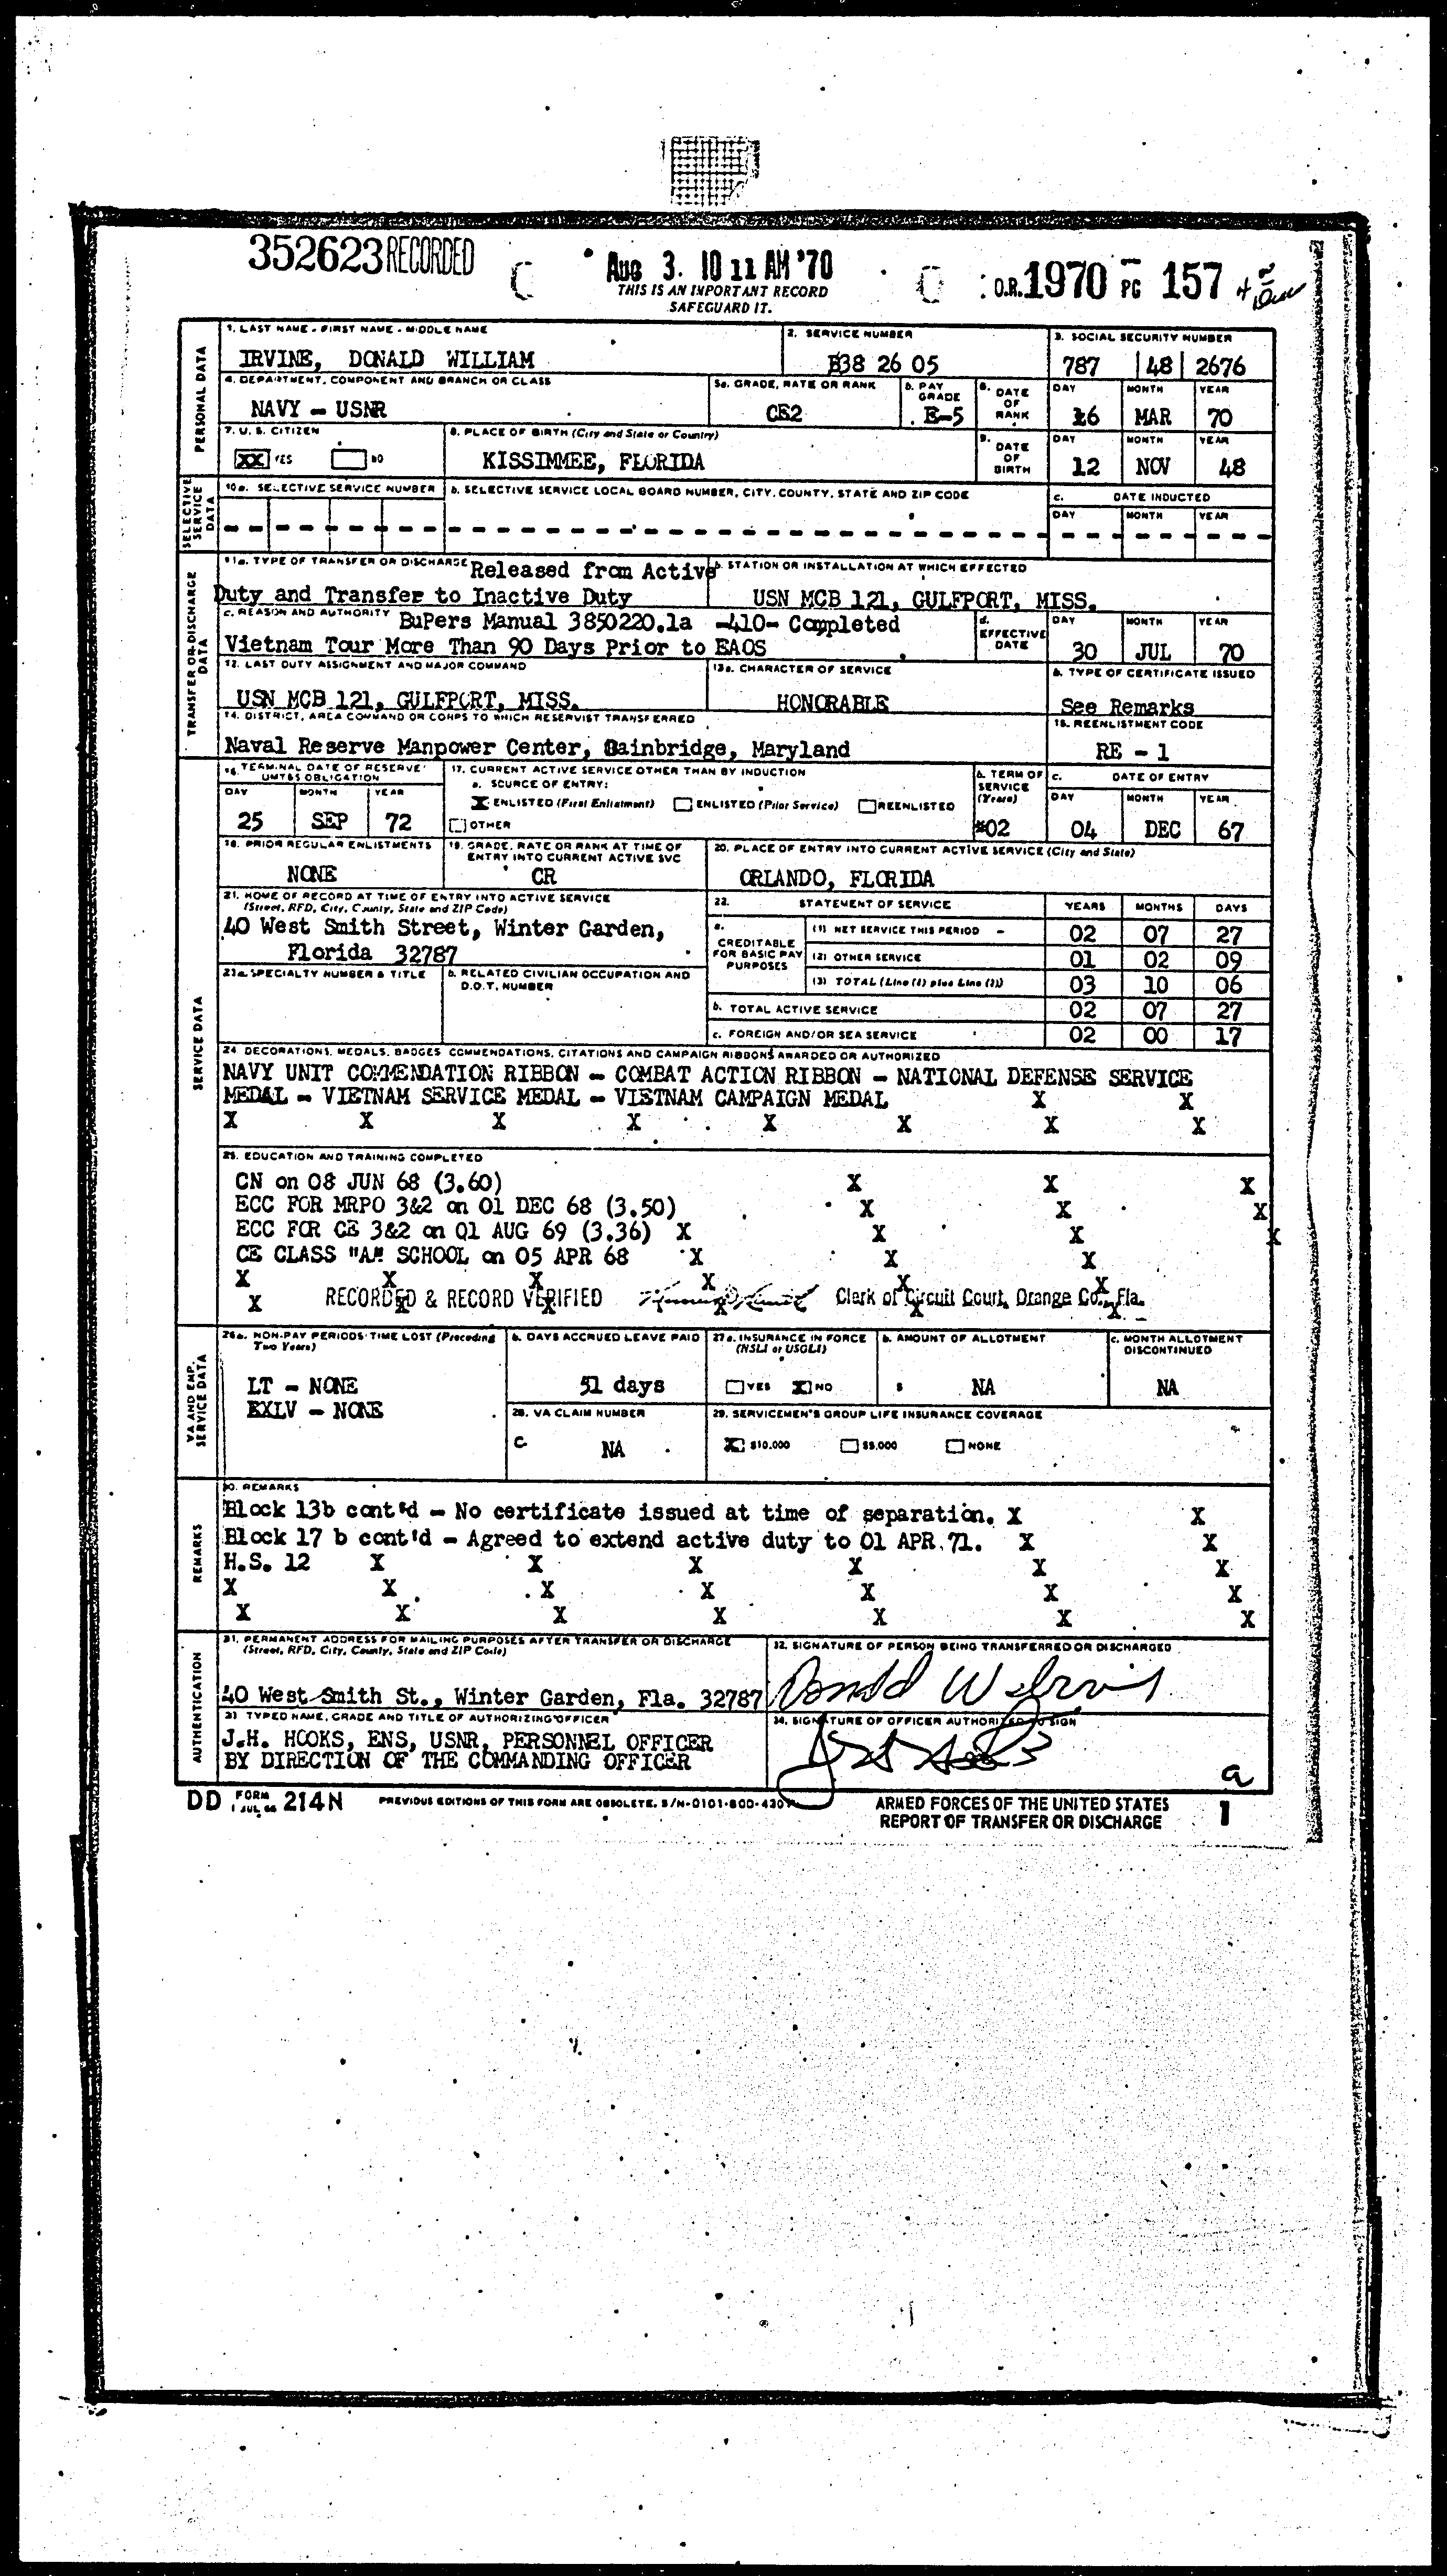 352623 RECORDED
AUG 3. 10 11 AM '70
O.R. 1970 PG 157
THIS IS AN IMPORTANT RECORD
SAFEGUARD IT.
PERSONAL DATA
1. LAST NAME - FIRST NAME - MIDDLE NAME
IRVINE, DONALD WILLIAM
2. SERVICE NUMBER
B38 26 05
3. SOCIAL SECURITY NUMBER
787 | 48 | 2676
4. DEPARTMENT, COMPONENT AND BRANCH OR CLASS
NAVY - USNR
5a. GRADE, RATE OR RANK
CE2
b. PAY GRADE
E-5
6. DATE OF RANK
DAY MONTH YEAR
16 MAR 70
7. U. S. CITIZEN
XX YES NO
8. PLACE OF BIRTH (City and State or Country)
KISSIMMEE, FLORIDA
9. DATE OF BIRTH
DAY MONTH YEAR
12 NOV 48
SELECTIVE SERVICE DATA
10a. SELECTIVE SERVICE NUMBER
b. SELECTIVE SERVICE LOCAL BOARD NUMBER, CITY, COUNTY, STATE AND ZIP CODE
c. DATE INDUCTED
DAY MONTH YEAR
TRANSFER OR DISCHARGE DATA
11a. TYPE OF TRANSFER OR DISCHARGE Released from Active
Duty and Transfer to Inactive Duty
b. STATION OR INSTALLATION AT WHICH EFFECTED
USN MCB 121, GULFPORT, MISS.
c. REASON AND AUTHORITY BuPers Manual 3850220.1a -410- Completed
Vietnam Tour More Than 90 Days Prior to EAOS
d. EFFECTIVE DATE
DAY MONTH YEAR
30 JUL 70
12. LAST DUTY ASSIGNMENT AND MAJOR COMMAND
USN MCB 121, GULFPORT, MISS.
13a. CHARACTER OF SERVICE
HONORABLE
b. TYPE OF CERTIFICATE ISSUED
See Remarks
14. DISTRICT, AREA COMMAND OR CORPS TO WHICH RESERVIST TRANSFERRED
Naval Reserve Manpower Center, Bainbridge, Maryland
15. REENLISTMENT CODE
RE - 1
SERVICE DATA
16. TERMINAL DATE OF RESERVE/
UMT&S OBLIGATION
DAY MONTH YEAR
25 SEP 72
17. CURRENT ACTIVE SERVICE OTHER THAN BY INDUCTION
a. SOURCE OF ENTRY:
X ENLISTED (First Enlistment) ENLISTED (Prior Service) REENLISTED
OTHER
b. TERM OF SERVICE (Years)
*02
c. DATE OF ENTRY
DAY MONTH YEAR
04 DEC 67
18. PRIOR REGULAR ENLISTMENTS
NONE
19. GRADE, RATE OR RANK AT TIME OF
ENTRY INTO CURRENT ACTIVE SVC
CR
20. PLACE OF ENTRY INTO CURRENT ACTIVE SERVICE (City and State)
ORLANDO, FLORIDA
21. HOME OF RECORD AT TIME OF ENTRY INTO ACTIVE SERVICE
(Street, RFD, City, County, State and ZIP Code)
40 West Smith Street, Winter Garden,
Florida 32787
22. STATEMENT OF SERVICE YEARS MONTHS DAYS
a. CREDITABLE FOR BASIC PAY PURPOSES
(1) NET SERVICE THIS PERIOD - 02 07 27
(2) OTHER SERVICE 01 02 09
(3) TOTAL (Line (1) plus Line (2)) 03 10 06
b. TOTAL ACTIVE SERVICE 02 07 27
c. FOREIGN AND/OR SEA SERVICE 02 00 17
23a. SPECIALTY NUMBER & TITLE
b. RELATED CIVILIAN OCCUPATION AND
D.O.T. NUMBER
24. DECORATIONS, MEDALS, BADGES, COMMENDATIONS, CITATIONS AND CAMPAIGN RIBBONS AWARDED OR AUTHORIZED
NAVY UNIT COMMENDATION RIBBON - COMBAT ACTION RIBBON - NATIONAL DEFENSE SERVICE
MEDAL - VIETNAM SERVICE MEDAL - VIETNAM CAMPAIGN MEDAL X X
X X X X X X X X
25. EDUCATION AND TRAINING COMPLETED
CN on 08 JUN 68 (3.60) X X X
ECC FOR MRPO 3&2 on 01 DEC 68 (3.50) X X X
ECC FOR CE 3&2 on 01 AUG 69 (3.36) X X X X
CE CLASS "A" SCHOOL on 05 APR 68 X X X
X X X X X X
X X X X X X
RECORDED & RECORD VERIFIED Clerk of Circuit Court, Orange Co., Fla.
VA AND EMP. SERVICE DATA
26a. NON-PAY PERIODS TIME LOST (Preceding
Two Years)
LT - NONE
EXLV - NONE
b. DAYS ACCRUED LEAVE PAID
51 days
27a. INSURANCE IN FORCE
(NSLI or USGLI)
YES X NO
b. AMOUNT OF ALLOTMENT
$ NA
c. MONTH ALLOTMENT
DISCONTINUED
NA
28. VA CLAIM NUMBER
C- NA
29. SERVICEMEN'S GROUP LIFE INSURANCE COVERAGE
X $10,000 $5,000 NONE
REMARKS
30. REMARKS
Block 13b cont'd - No certificate issued at time of separation. X X
Block 17 b cont'd - Agreed to extend active duty to 01 APR 71. X X
H.S. 12 X X X X X X
X X X X X X X
X X X X X X X
AUTHENTICATION
31. PERMANENT ADDRESS FOR MAILING PURPOSES AFTER TRANSFER OR DISCHARGE
(Street, RFD, City, County, State and ZIP Code)
40 West Smith St., Winter Garden, Fla. 32787
32. SIGNATURE OF PERSON BEING TRANSFERRED OR DISCHARGED
Donald W Irvine
33. TYPED NAME, GRADE AND TITLE OF AUTHORIZING OFFICER
J.H. HOOKS, ENS, USNR, PERSONNEL OFFICER
BY DIRECTION OF THE COMMANDING OFFICER
34. SIGNATURE OF OFFICER AUTHORIZED TO SIGN
a
DD FORM 1 JUL 66 214N
PREVIOUS EDITIONS OF THIS FORM ARE OBSOLETE. S/N-0101-800-4301
ARMED FORCES OF THE UNITED STATES
REPORT OF TRANSFER OR DISCHARGE
1